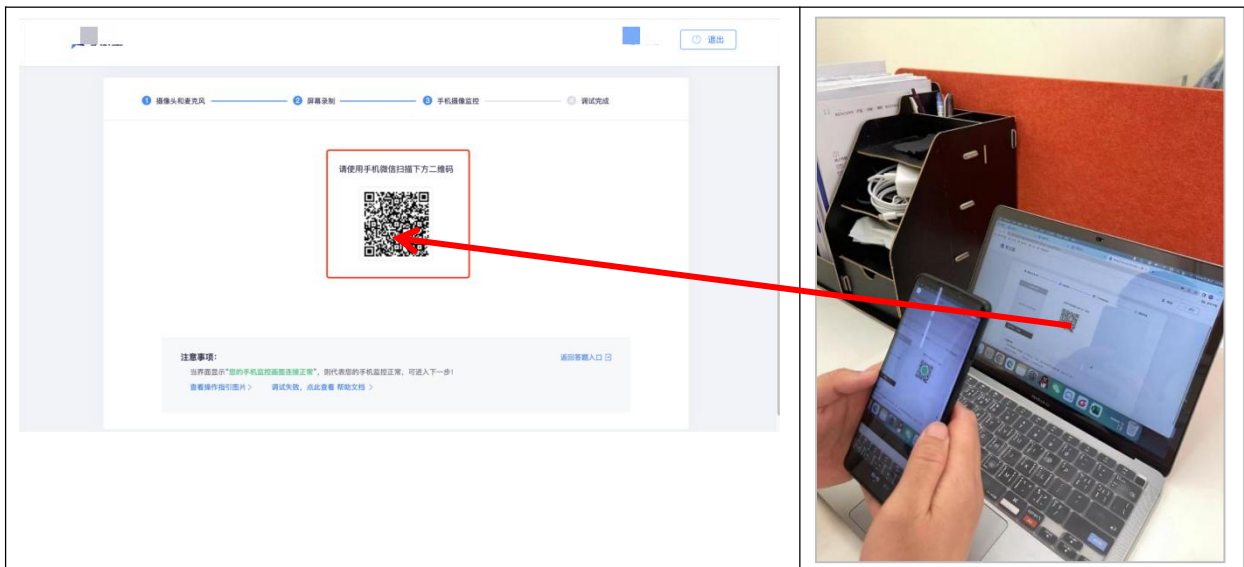 退出
1 摄像头和麦克风
2 屏幕录制
3 手机摄像监控
4 调试完成
请使用手机微信扫描下方二维码
注意事项：
返回答题入口
当界面显示"您的手机监控画面连接正常"，则代表您的手机监控正常，可进入下一步！
查看操作指引图片 >
调试失败，点此查看 帮助文档 >